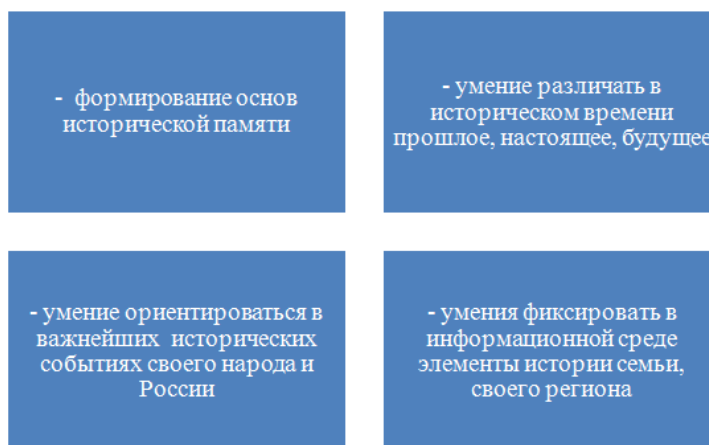 - формирование основ
исторической памяти
- умение различать в
историческом времени
прошлое, настоящее, будущее
- умение ориентироваться в
важнейших исторических
событиях своего народа и
России
- умения фиксировать в
информационной среде
элементы истории семьи,
своего региона